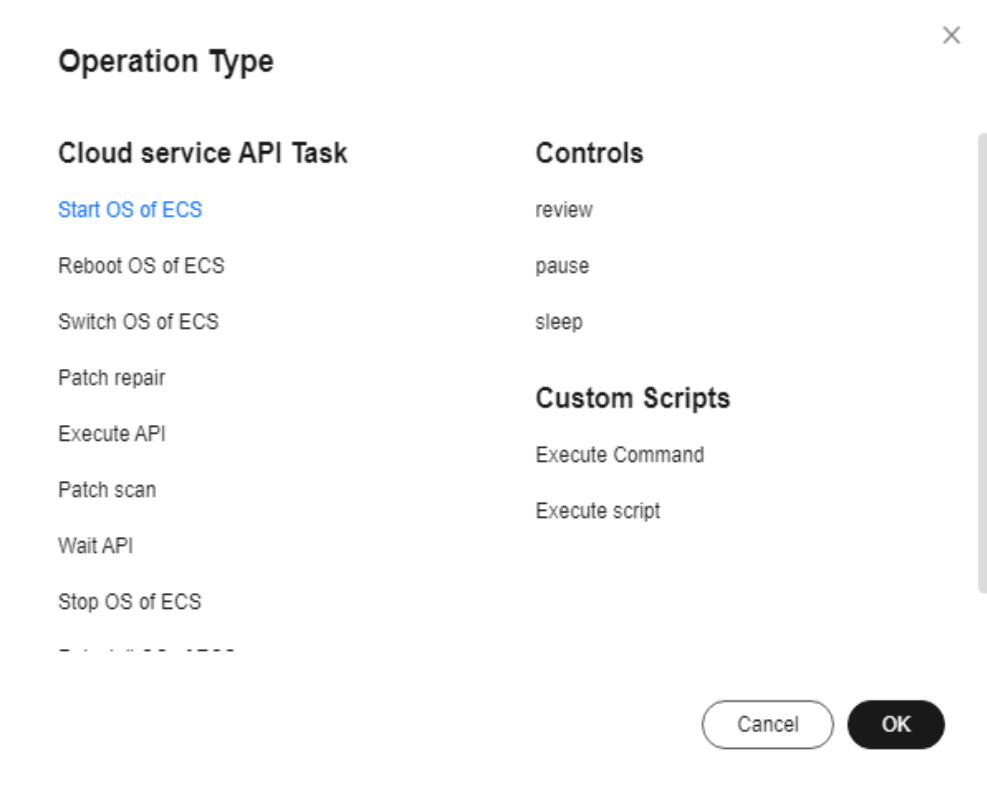 Operation Type
Cloud service API Task
Start OS of ECS
Reboot OS of ECS
Switch OS of ECS
Patch repair
Execute API
Patch scan
Wait API
Stop OS of ECS
Controls
review
pause
sleep
Custom Scripts
Execute Command
Execute script
Cancel
OK